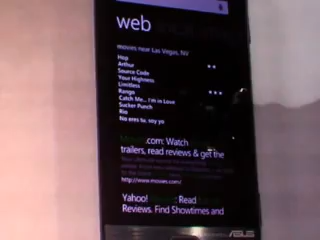 web
movies near Las Vegas, NV
Hop
Arthur
Source Code
Your Highness
Limitless
Rango
Catch Me... I'm in Love
Sucker Punch
Rio
No eres tu, soy yo
.com: Watch
trailers, read reviews & get the
http://www.movies.com/
Yahoo! : Read
Reviews. Find Showtimes and
ASUS